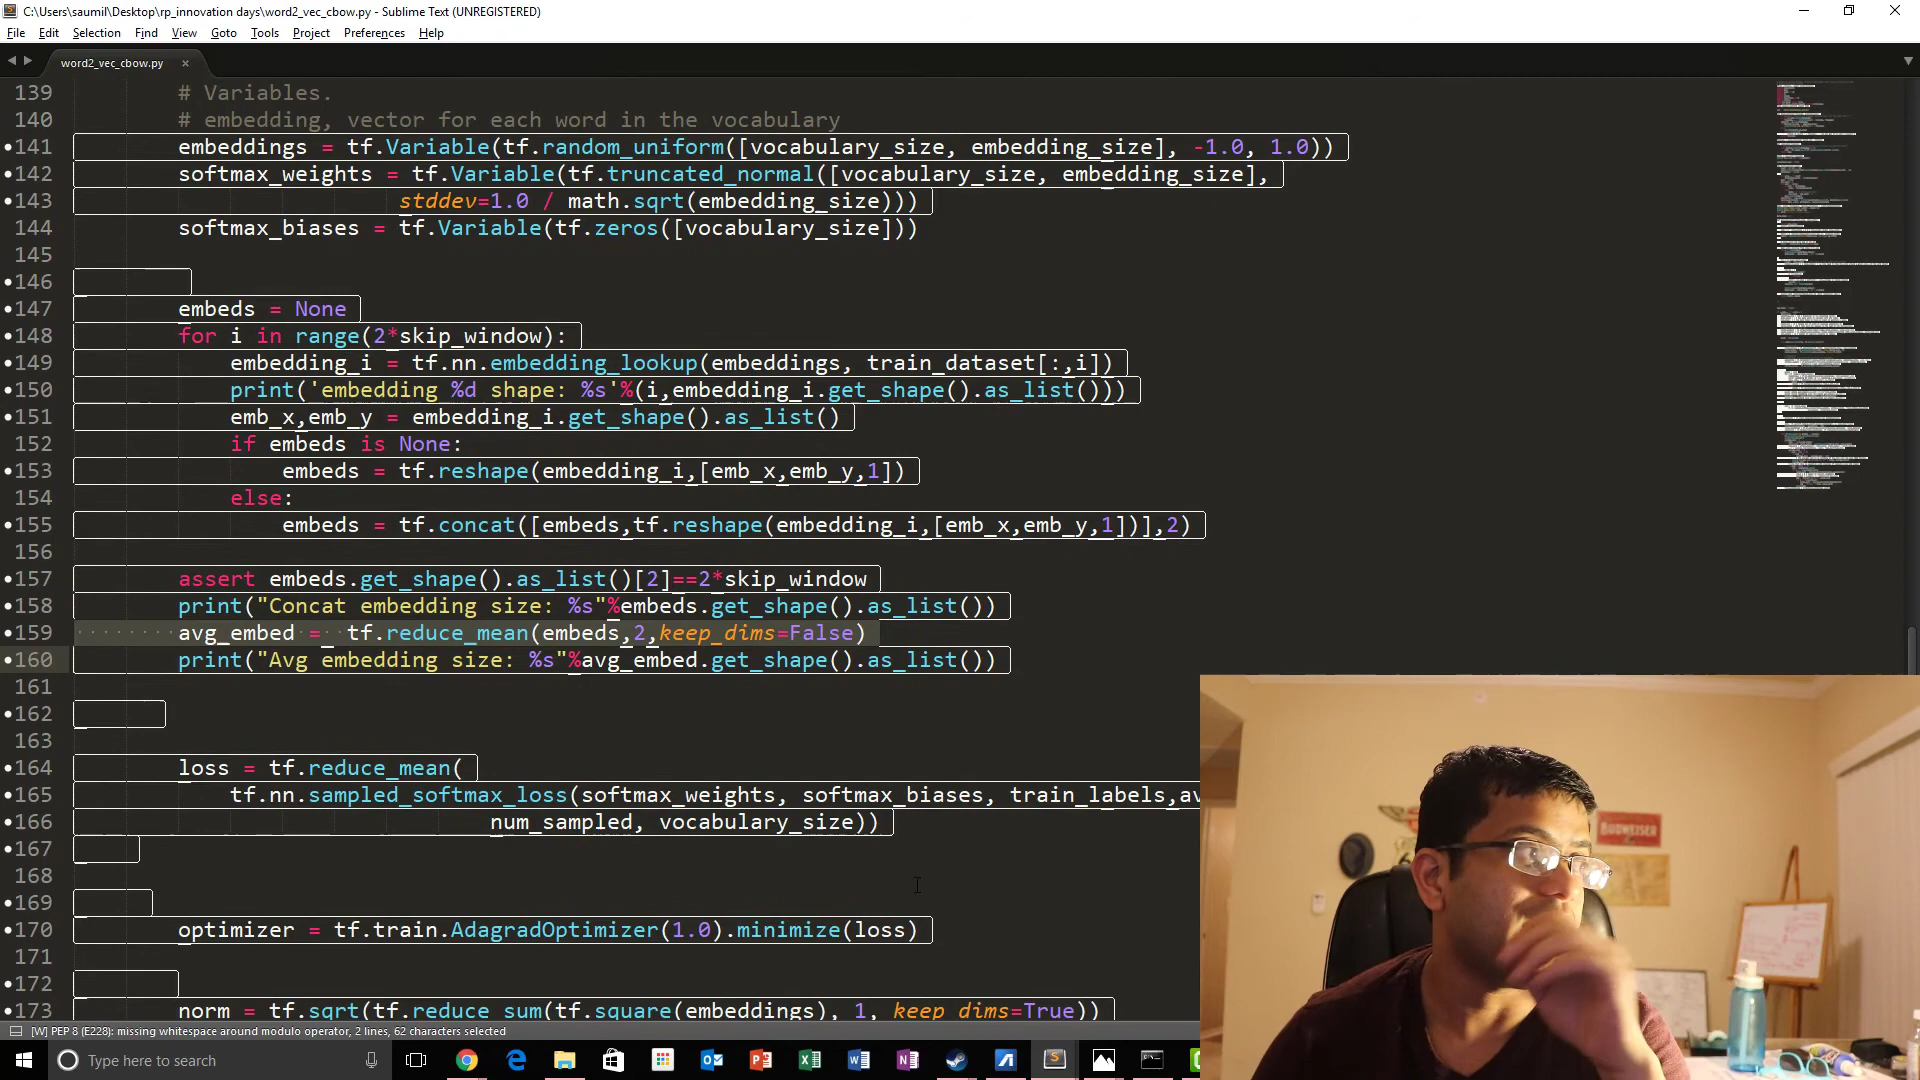 C:\Users\saumil\Desktop\rp_innovation days\word2_vec_cbow.py - Sublime Text (UNREGISTERED)
File Edit Selection Find View Goto Tools Project Preferences Help
word2_vec_cbow.py ×
139 # Variables.
140 # embedding, vector for each word in the vocabulary
141 embeddings = tf.Variable(tf.random_uniform([vocabulary_size, embedding_size], -1.0, 1.0))
142 softmax_weights = tf.Variable(tf.truncated_normal([vocabulary_size, embedding_size],
143 stddev=1.0 / math.sqrt(embedding_size)))
144 softmax_biases = tf.Variable(tf.zeros([vocabulary_size]))
145
146
147 embeds = None
148 for i in range(2*skip_window):
149 embedding_i = tf.nn.embedding_lookup(embeddings, train_dataset[:,i])
150 print('embedding %d shape: %s'%(i,embedding_i.get_shape().as_list()))
151 emb_x,emb_y = embedding_i.get_shape().as_list()
152 if embeds is None:
153 embeds = tf.reshape(embedding_i,[emb_x,emb_y,1])
154 else:
155 embeds = tf.concat([embeds,tf.reshape(embedding_i,[emb_x,emb_y,1])],2)
156
157 assert embeds.get_shape().as_list()[2]==2*skip_window
158 print("Concat embedding size: %s"%embeds.get_shape().as_list())
159 avg_embed = tf.reduce_mean(embeds,2,keep_dims=False)
160 print("Avg embedding size: %s"%avg_embed.get_shape().as_list())
161
162
163
164 loss = tf.reduce_mean(
165 tf.nn.sampled_softmax_loss(softmax_weights, softmax_biases, train_labels,av
166 num_sampled, vocabulary_size))
167
168
169
170 optimizer = tf.train.AdagradOptimizer(1.0).minimize(loss)
171
172
173 norm = tf.sqrt(tf.reduce_sum(tf.square(embeddings), 1, keep_dims=True))
[W] PEP 8 (E228): missing whitespace around modulo operator, 2 lines, 62 characters selected
Type here to search
BUDWEISER